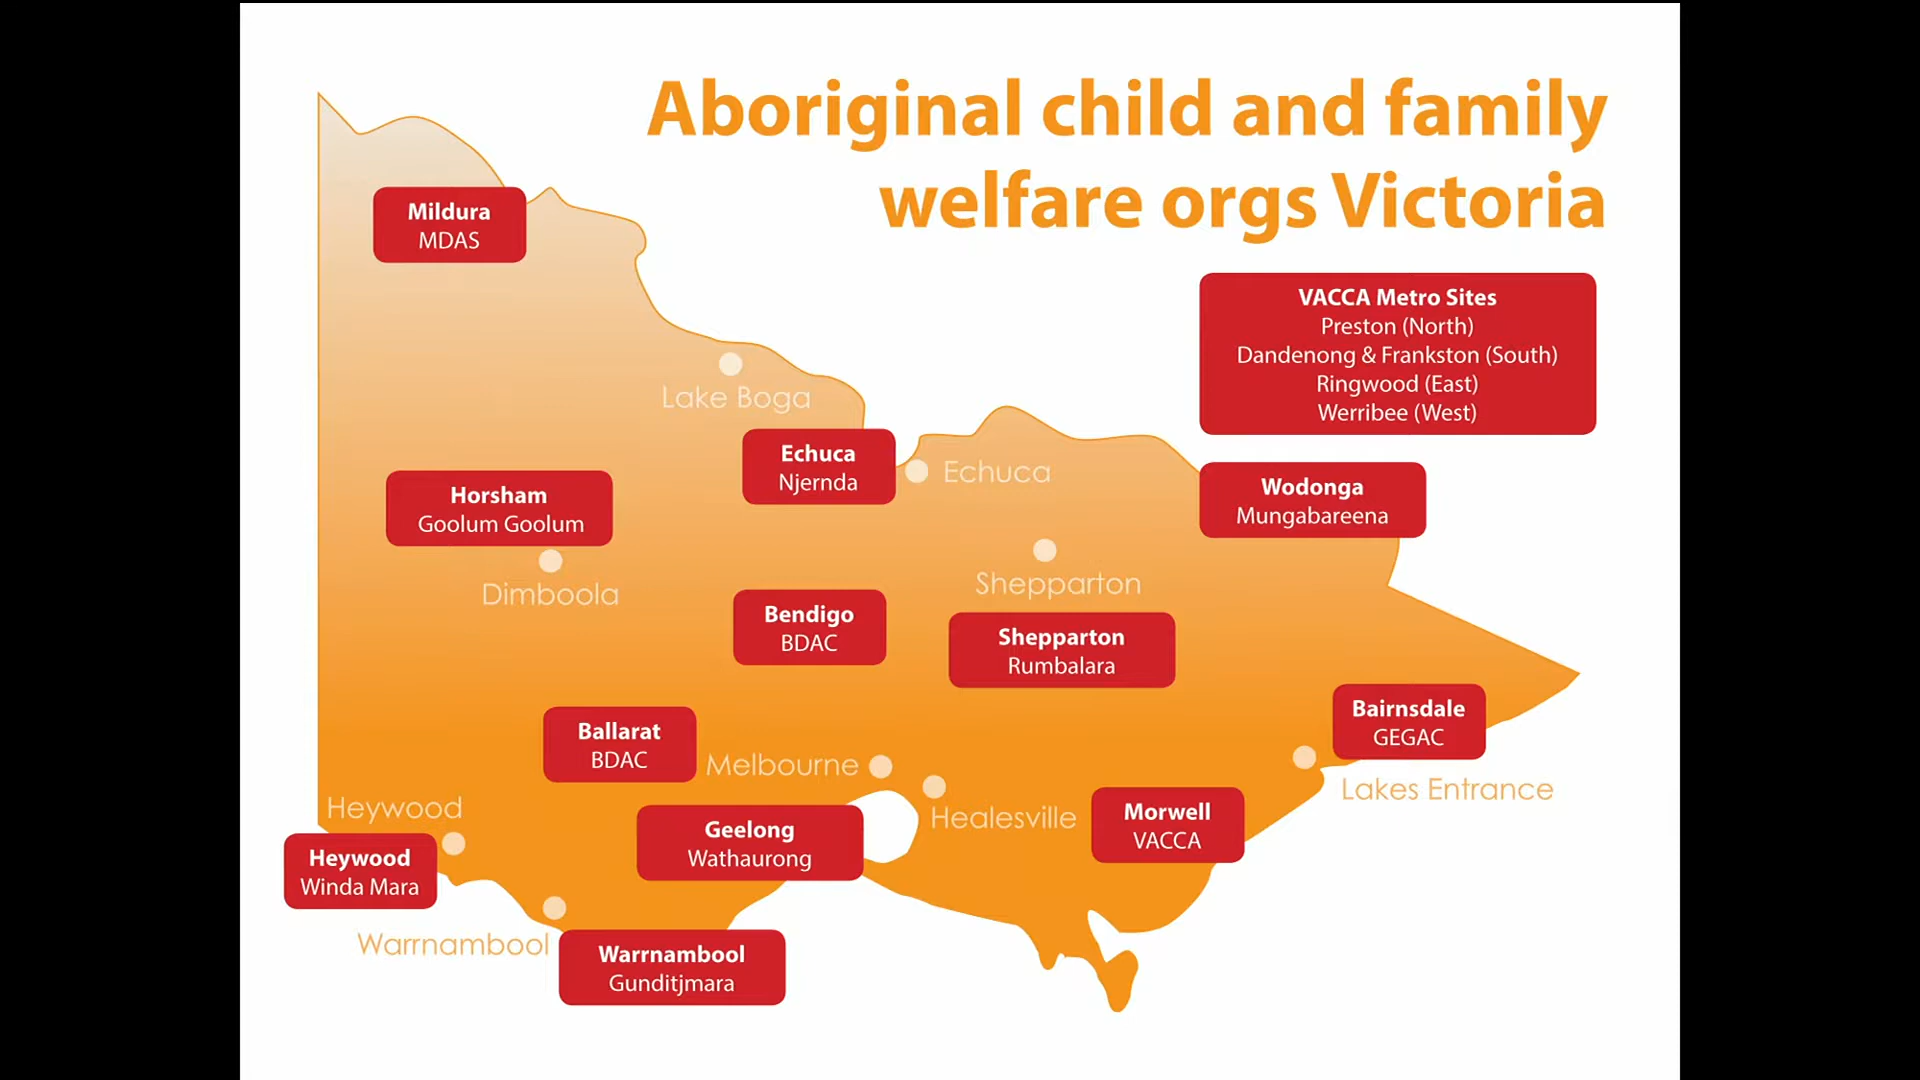 Aboriginal child and family
welfare orgs Victoria
Mildura
MDAS
VACCA Metro Sites
Preston (North)
Dandenong & Frankston (South)
Ringwood (East)
Werribee (West)
Lake Boga
Echuca
Njernda
Echuca
Wodonga
Mungabareena
Horsham
Goolum Goolum
Dimboola
Shepparton
Bendigo
BDAC
Shepparton
Rumbalara
Bairnsdale
GEGAC
Ballarat
BDAC
Melbourne
Lakes Entrance
Heywood
Healesville
Morwell
VACCA
Geelong
Wathaurong
Heywood
Winda Mara
Warrnambool
Warrnambool
Gunditjmara